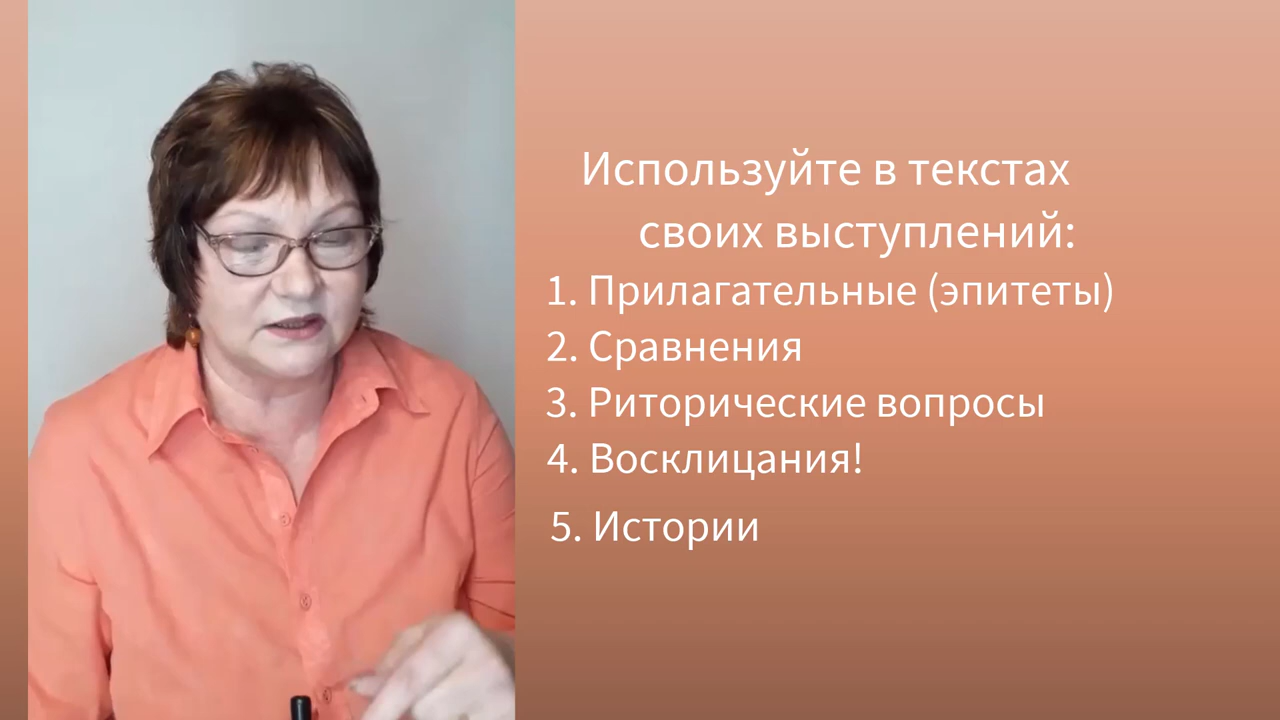 Используйте в текстах
своих выступлений:
1. Прилагательные (эпитеты)
2. Сравнения
3. Риторические вопросы
4. Восклицания!
5. Истории